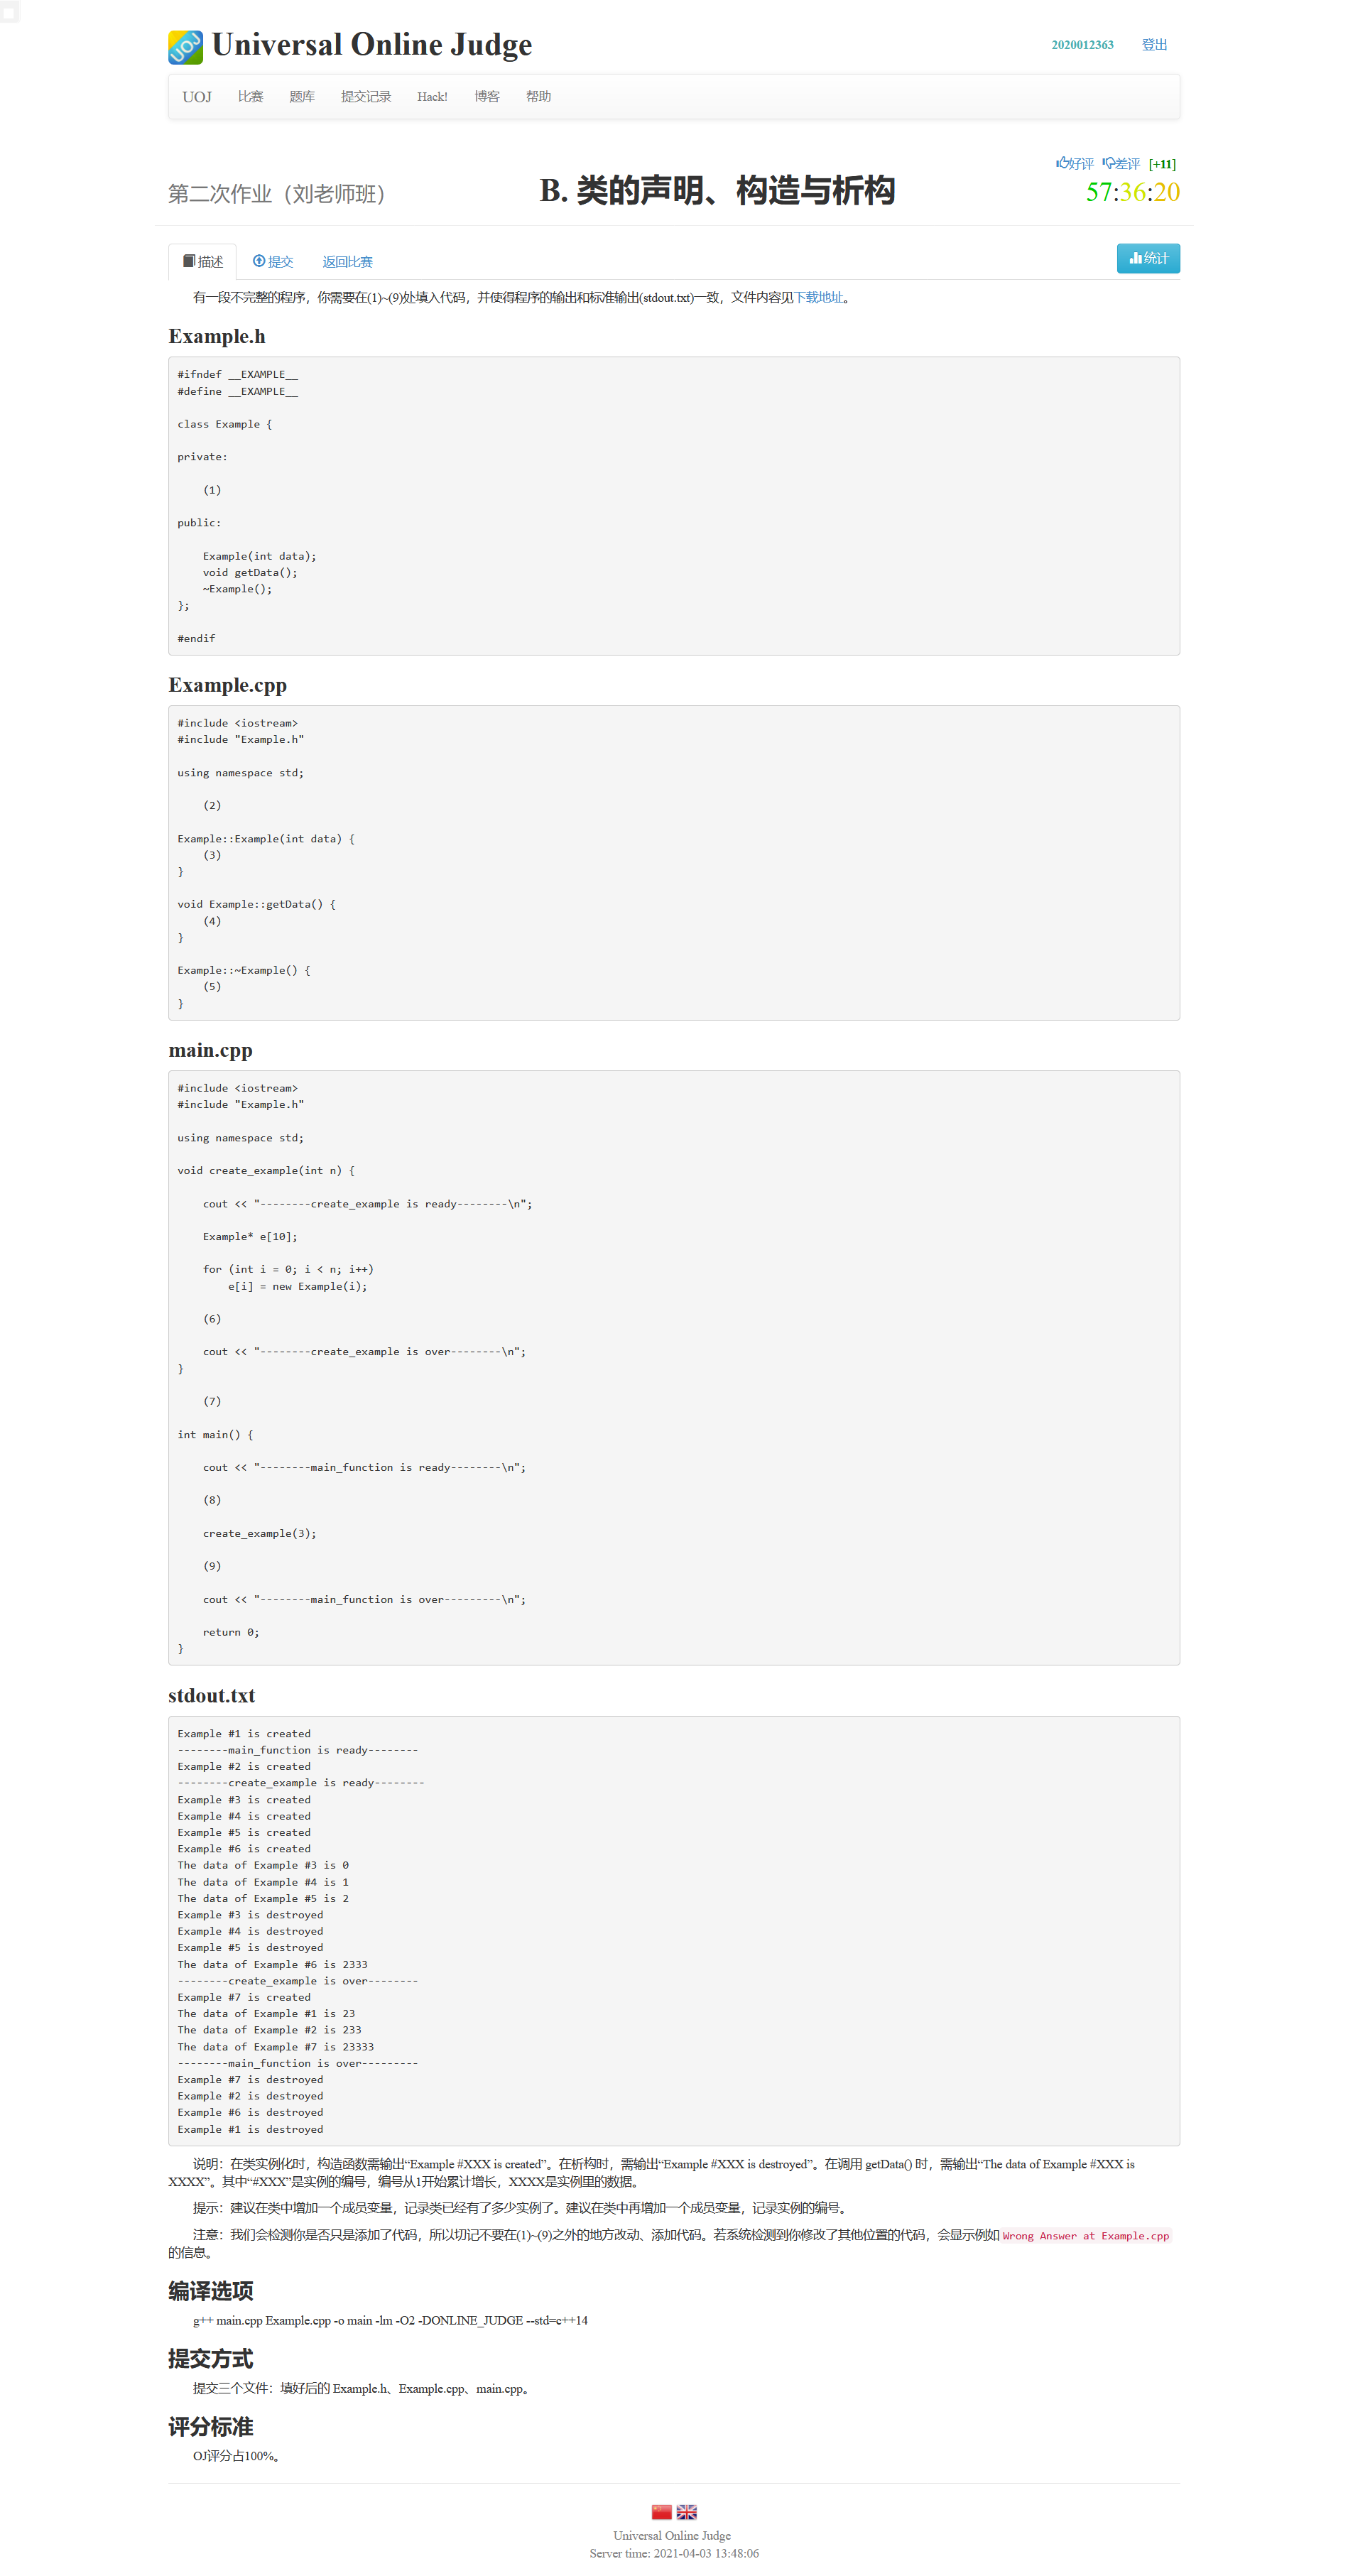 Universal Online Judge
2020012363 登出
UOJ 比赛 题库 提交记录 Hack! 博客 帮助
好评 差评 [+11]
第二次作业（刘老师班） B. 类的声明、构造与析构 57:36:20
描述 提交 返回比赛 统计
有一段不完整的程序，你需要在(1)~(9)处填入代码，并使得程序的输出和标准输出(stdout.txt)一致，文件内容见下载地址。
Example.h
#ifndef __EXAMPLE__
#define __EXAMPLE__
class Example {
private:
(1)
public:
Example(int data);
void getData();
~Example();
};
#endif
Example.cpp
#include <iostream>
#include "Example.h"
using namespace std;
(2)
Example::Example(int data) {
(3)
}
void Example::getData() {
(4)
}
Example::~Example() {
(5)
}
main.cpp
#include <iostream>
#include "Example.h"
using namespace std;
void create_example(int n) {
cout << "--------create_example is ready--------\n";
Example* e[10];
for (int i = 0; i < n; i++)
e[i] = new Example(i);
(6)
cout << "--------create_example is over--------\n";
}
(7)
int main() {
cout << "--------main_function is ready--------\n";
(8)
create_example(3);
(9)
cout << "--------main_function is over---------\n";
return 0;
}
stdout.txt
Example #1 is created
--------main_function is ready--------
Example #2 is created
--------create_example is ready--------
Example #3 is created
Example #4 is created
Example #5 is created
Example #6 is created
The data of Example #3 is 0
The data of Example #4 is 1
The data of Example #5 is 2
Example #3 is destroyed
Example #4 is destroyed
Example #5 is destroyed
The data of Example #6 is 2333
--------create_example is over--------
Example #7 is created
The data of Example #1 is 23
The data of Example #2 is 233
The data of Example #7 is 23333
--------main_function is over---------
Example #7 is destroyed
Example #2 is destroyed
Example #6 is destroyed
Example #1 is destroyed
说明：在类实例化时，构造函数需输出“Example #XXX is created”。在析构时，需输出“Example #XXX is destroyed”。在调用 getData() 时，需输出“The data of Example #XXX is
XXXX”。其中“#XXX”是实例的编号，编号从1开始累计增长，XXXX是实例里的数据。
提示：建议在类中增加一个成员变量，记录类已经有了多少实例了。建议在类中再增加一个成员变量，记录实例的编号。
注意：我们会检测你是否只是添加了代码，所以切记不要在(1)~(9)之外的地方改动、添加代码。若系统检测到你修改了其他位置的代码，会显示例如 Wrong Answer at Example.cpp
的信息。
编译选项
g++ main.cpp Example.cpp -o main -lm -O2 -DONLINE_JUDGE --std=c++14
提交方式
提交三个文件：填好后的 Example.h、Example.cpp、main.cpp。
评分标准
OJ评分占100%。
Universal Online Judge
Server time: 2021-04-03 13:48:06